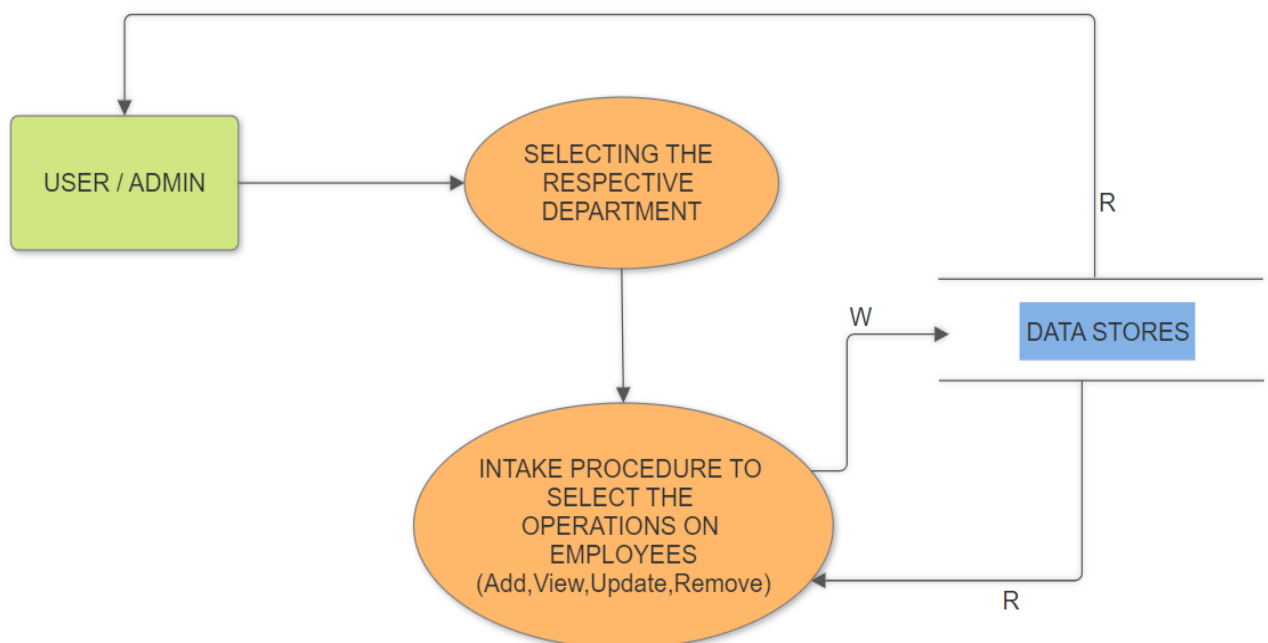 USER / ADMIN
SELECTING THE
RESPECTIVE
DEPARTMENT
R
W
DATA STORES
INTAKE PROCEDURE TO
SELECT THE
OPERATIONS ON
EMPLOYEES
(Add,View,Update,Remove)
R